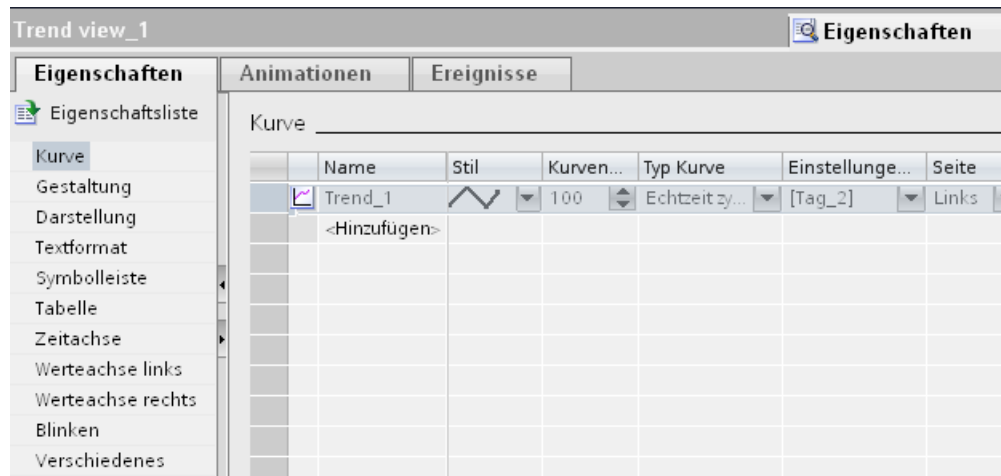 Trend view_1
Eigenschaften
Eigenschaften
Animationen
Ereignisse
Eigenschaftsliste
Kurve
Gestaltung
Darstellung
Textformat
Symbolleiste
Tabelle
Zeitachse
Werteachse links
Werteachse rechts
Blinken
Verschiedenes
Kurve
Name Stil Kurven... Typ Kurve Einstellunge... Seite
Trend_1 100 Echtzeit zy... [Tag_2] Links
<Hinzufügen>